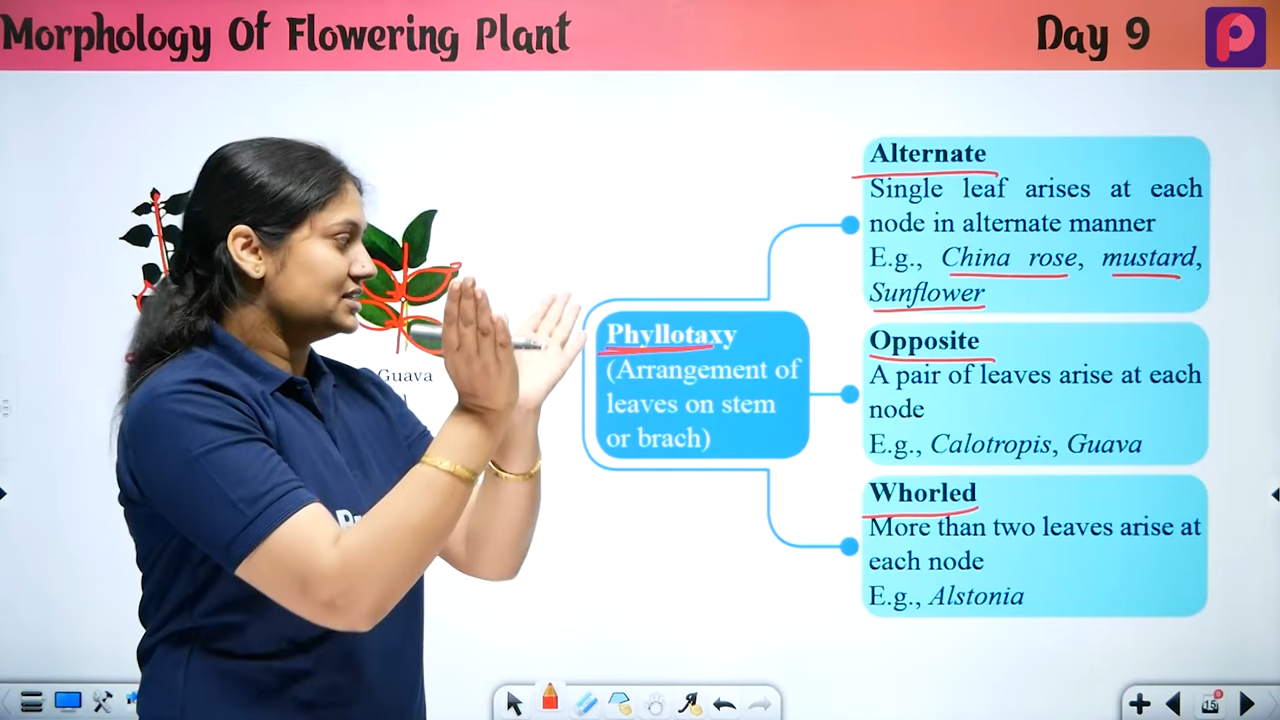 Morphology Of Flowering Plant
Day 9
Alternate
Single leaf arises at each
node in alternate manner
E.g., China rose, mustard,
Sunflower
Phyllotaxy
(Arrangement of
leaves on stem
or brach)
Opposite
A pair of leaves arise at each
node
E.g., Calotropis, Guava
Guava
Whorled
More than two leaves arise at
each node
E.g., Alstonia
15